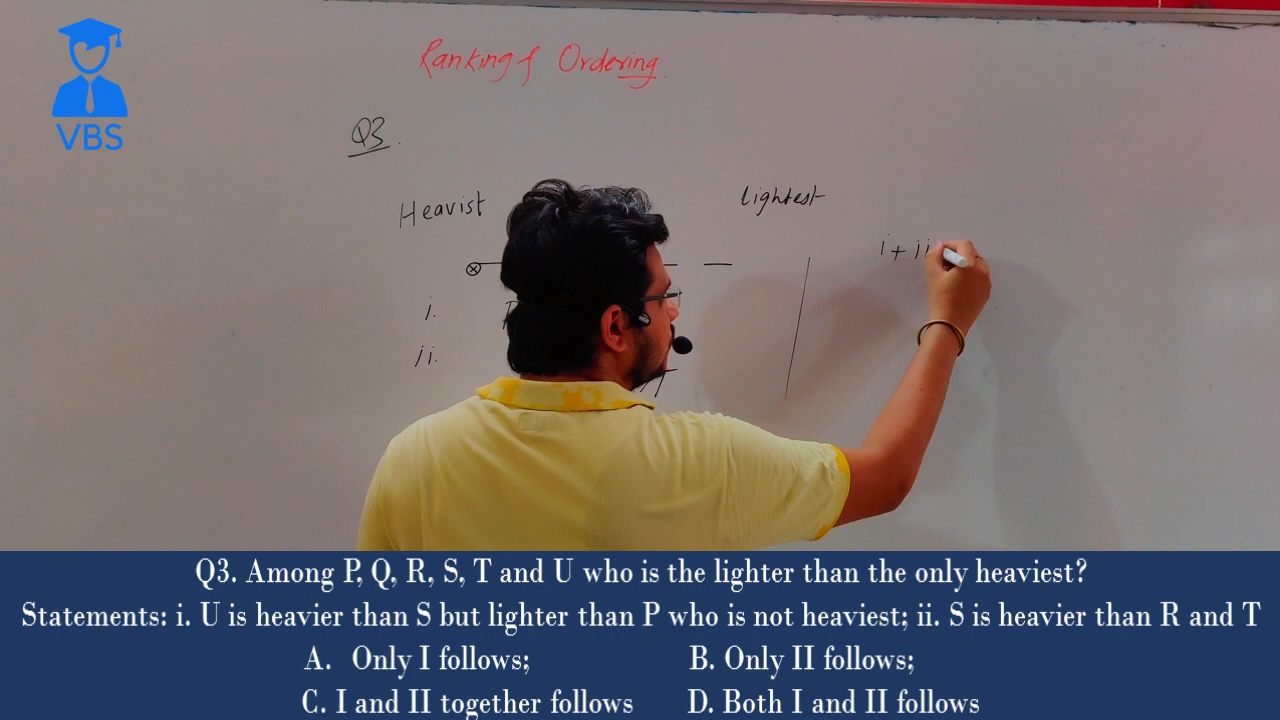 VBS
Ranking & Ordering
Q3.
Heavist Lightest
i + ii
i.
ii.
Q3. Among P, Q, R, S, T and U who is the lighter than the only heaviest?
Statements: i. U is heavier than S but lighter than P who is not heaviest; ii. S is heavier than R and T
A. Only I follows; B. Only II follows;
C. I and II together follows D. Both I and II follows